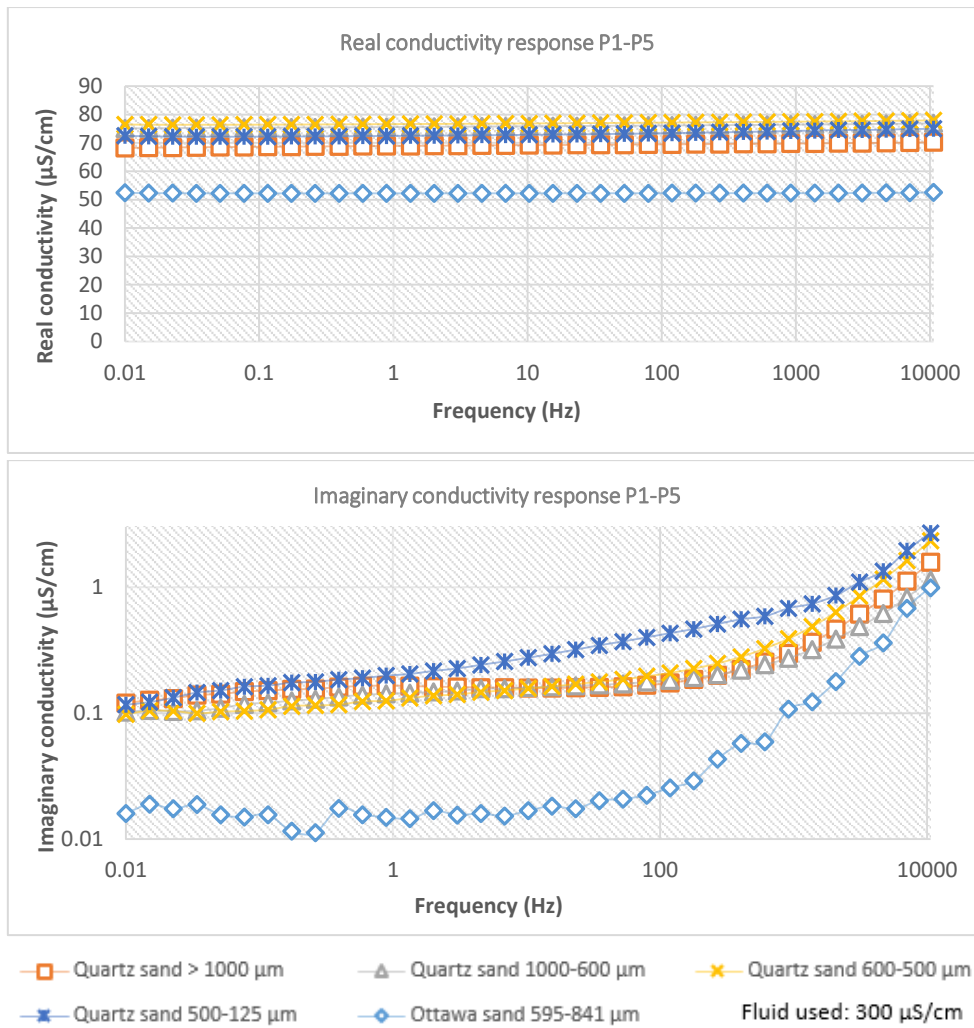 Real conductivity response P1-P5
Real conductivity (µS/cm)
90
80
70
60
50
40
30
20
10
0
0.01 0.1 1 10 100 1000 10000
Frequency (Hz)
Imaginary conductivity response P1-P5
Imaginary conductivity (µS/cm)
1
0.1
0.01
0.01 1 100 10000
Frequency (Hz)
Quartz sand > 1000 µm Quartz sand 1000-600 µm Quartz sand 600-500 µm
Quartz sand 500-125 µm Ottawa sand 595-841 µm Fluid used: 300 µS/cm